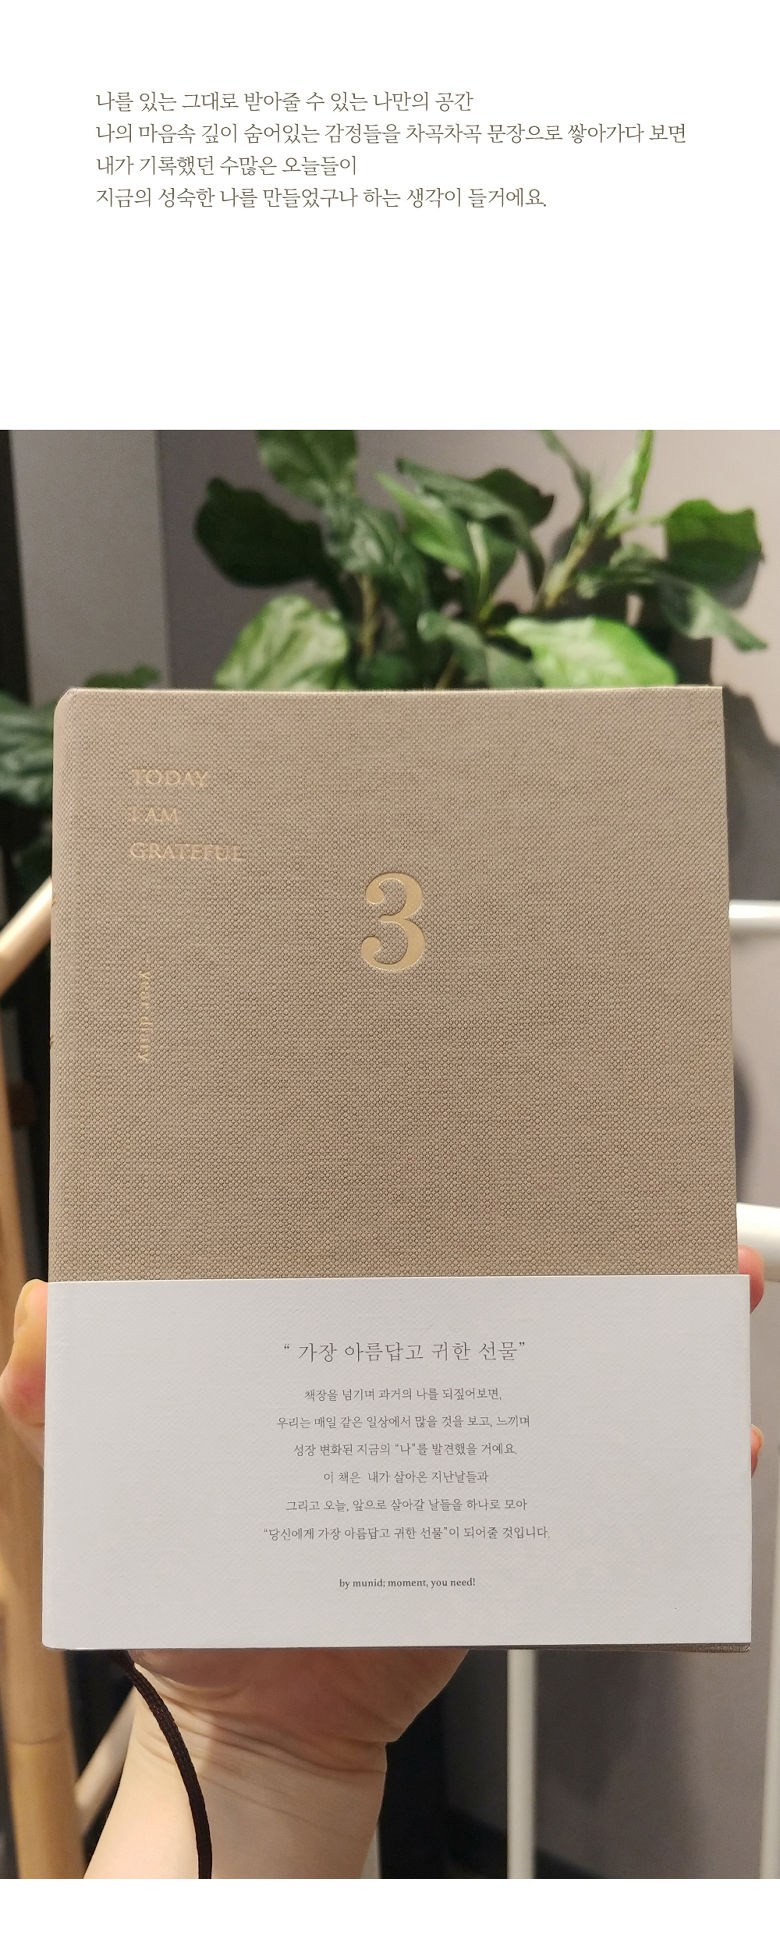 나를 있는 그대로 받아줄 수 있는 나만의 공간
나의 마음속 깊이 숨어있는 감정들을 차곡차곡 문장으로 쌓아가다 보면
내가 기록했던 수많은 오늘들이
지금의 성숙한 나를 만들었구나 하는 생각이 들거에요.
TODAY
I AM
GRATEFUL
3
years diary
“ 가장 아름답고 귀한 선물”
책장을 넘기며 과거의 나를 되짚어보면,
우리는 매일 같은 일상에서 많을 것을 보고, 느끼며
성장 변화된 지금의 “나”를 발견했을 거예요.
이 책은 내가 살아온 지난날들과
그리고 오늘, 앞으로 살아갈 날들을 하나로 모아
“당신에게 가장 아름답고 귀한 선물”이 되어줄 것입니다.
by munid; moment, you need!